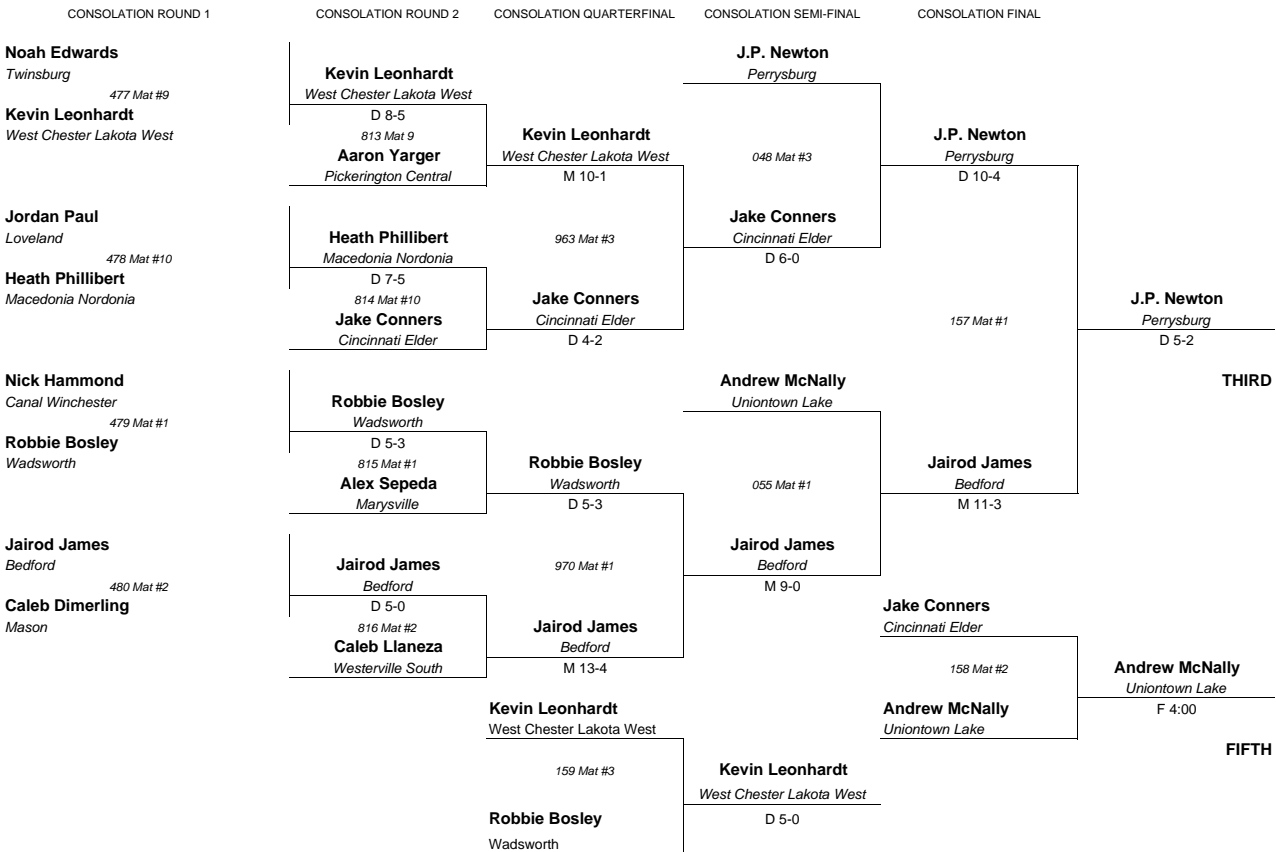 CONSOLATION ROUND 1
CONSOLATION ROUND 2
CONSOLATION QUARTERFINAL
CONSOLATION SEMI-FINAL
CONSOLATION FINAL
Noah Edwards
Twinsburg
477 Mat #9
Kevin Leonhardt
West Chester Lakota West
Jordan Paul
Loveland
478 Mat #10
Heath Phillibert
Macedonia Nordonia
Nick Hammond
Canal Winchester
479 Mat #1
Robbie Bosley
Wadsworth
Jairod James
Bedford
480 Mat #2
Caleb Dimerling
Mason
Kevin Leonhardt
West Chester Lakota West
D 8-5
813 Mat 9
Aaron Yarger
Pickerington Central
Heath Phillibert
Macedonia Nordonia
D 7-5
814 Mat #10
Jake Conners
Cincinnati Elder
Robbie Bosley
Wadsworth
D 5-3
815 Mat #1
Alex Sepeda
Marysville
Jairod James
Bedford
D 5-0
816 Mat #2
Caleb Llaneza
Westerville South
Kevin Leonhardt
West Chester Lakota West
M 10-1
963 Mat #3
Jake Conners
Cincinnati Elder
D 4-2
Robbie Bosley
Wadsworth
D 5-3
970 Mat #1
Jairod James
Bedford
M 13-4
Kevin Leonhardt
West Chester Lakota West
159 Mat #3
Robbie Bosley
Wadsworth
J.P. Newton
Perrysburg
048 Mat #3
Jake Conners
Cincinnati Elder
D 6-0
Andrew McNally
Uniontown Lake
055 Mat #1
Jairod James
Bedford
M 9-0
Kevin Leonhardt
West Chester Lakota West
D 5-0
J.P. Newton
Perrysburg
D 10-4
157 Mat #1
Jairod James
Bedford
M 11-3
Jake Conners
Cincinnati Elder
158 Mat #2
Andrew McNally
Uniontown Lake
J.P. Newton
Perrysburg
D 5-2
THIRD
Andrew McNally
Uniontown Lake
F 4:00
FIFTH